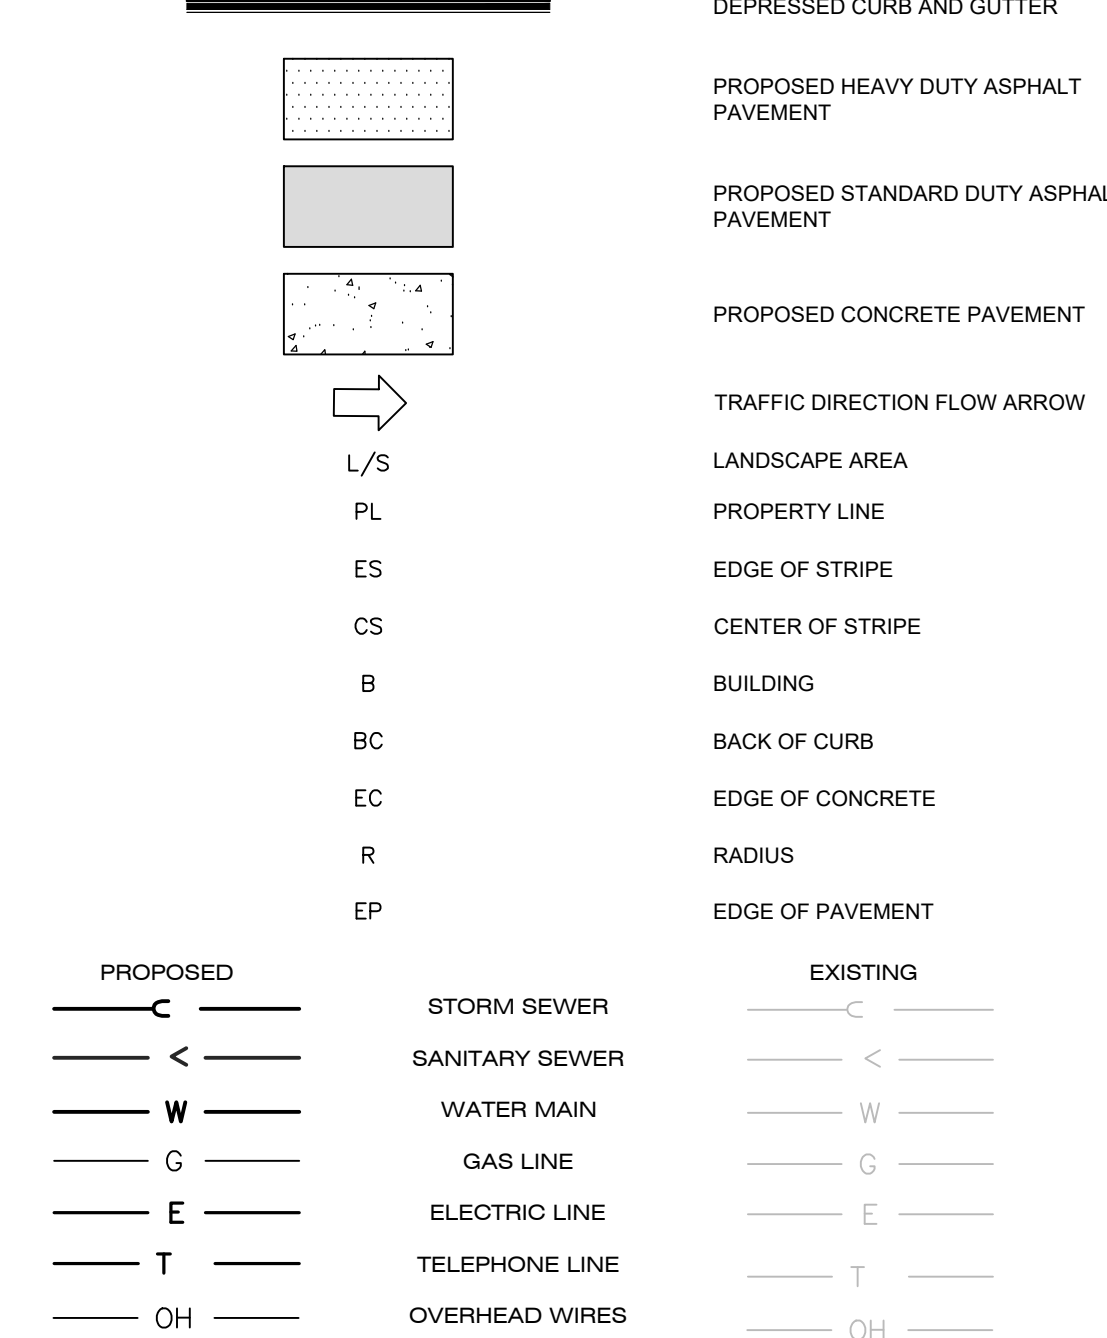 DEPRESSED CURB AND GUTTER
PROPOSED HEAVY DUTY ASPHALT
PAVEMENT
PROPOSED STANDARD DUTY
PAVEMENT
PROPOSED CONCRETE PAVEMENT
TRAFFIC DIRECTION FLOW ARROW
L/S LANDSCAPE AREA
PL PROPERTY LINE
ES EDGE OF STRIPE
CS CENTER OF STRIPE
B BUILDING
BC BACK OF CURB
EC EDGE OF CONCRETE
R RADIUS
EP EDGE OF PAVEMENT
PROPOSED EXISTING
STORM SEWER
< SANITARY SEWER <
W WATER MAIN W
G GAS LINE G
E ELECTRIC LINE E
T TELEPHONE LINE T
OH OVERHEAD WIRES OH